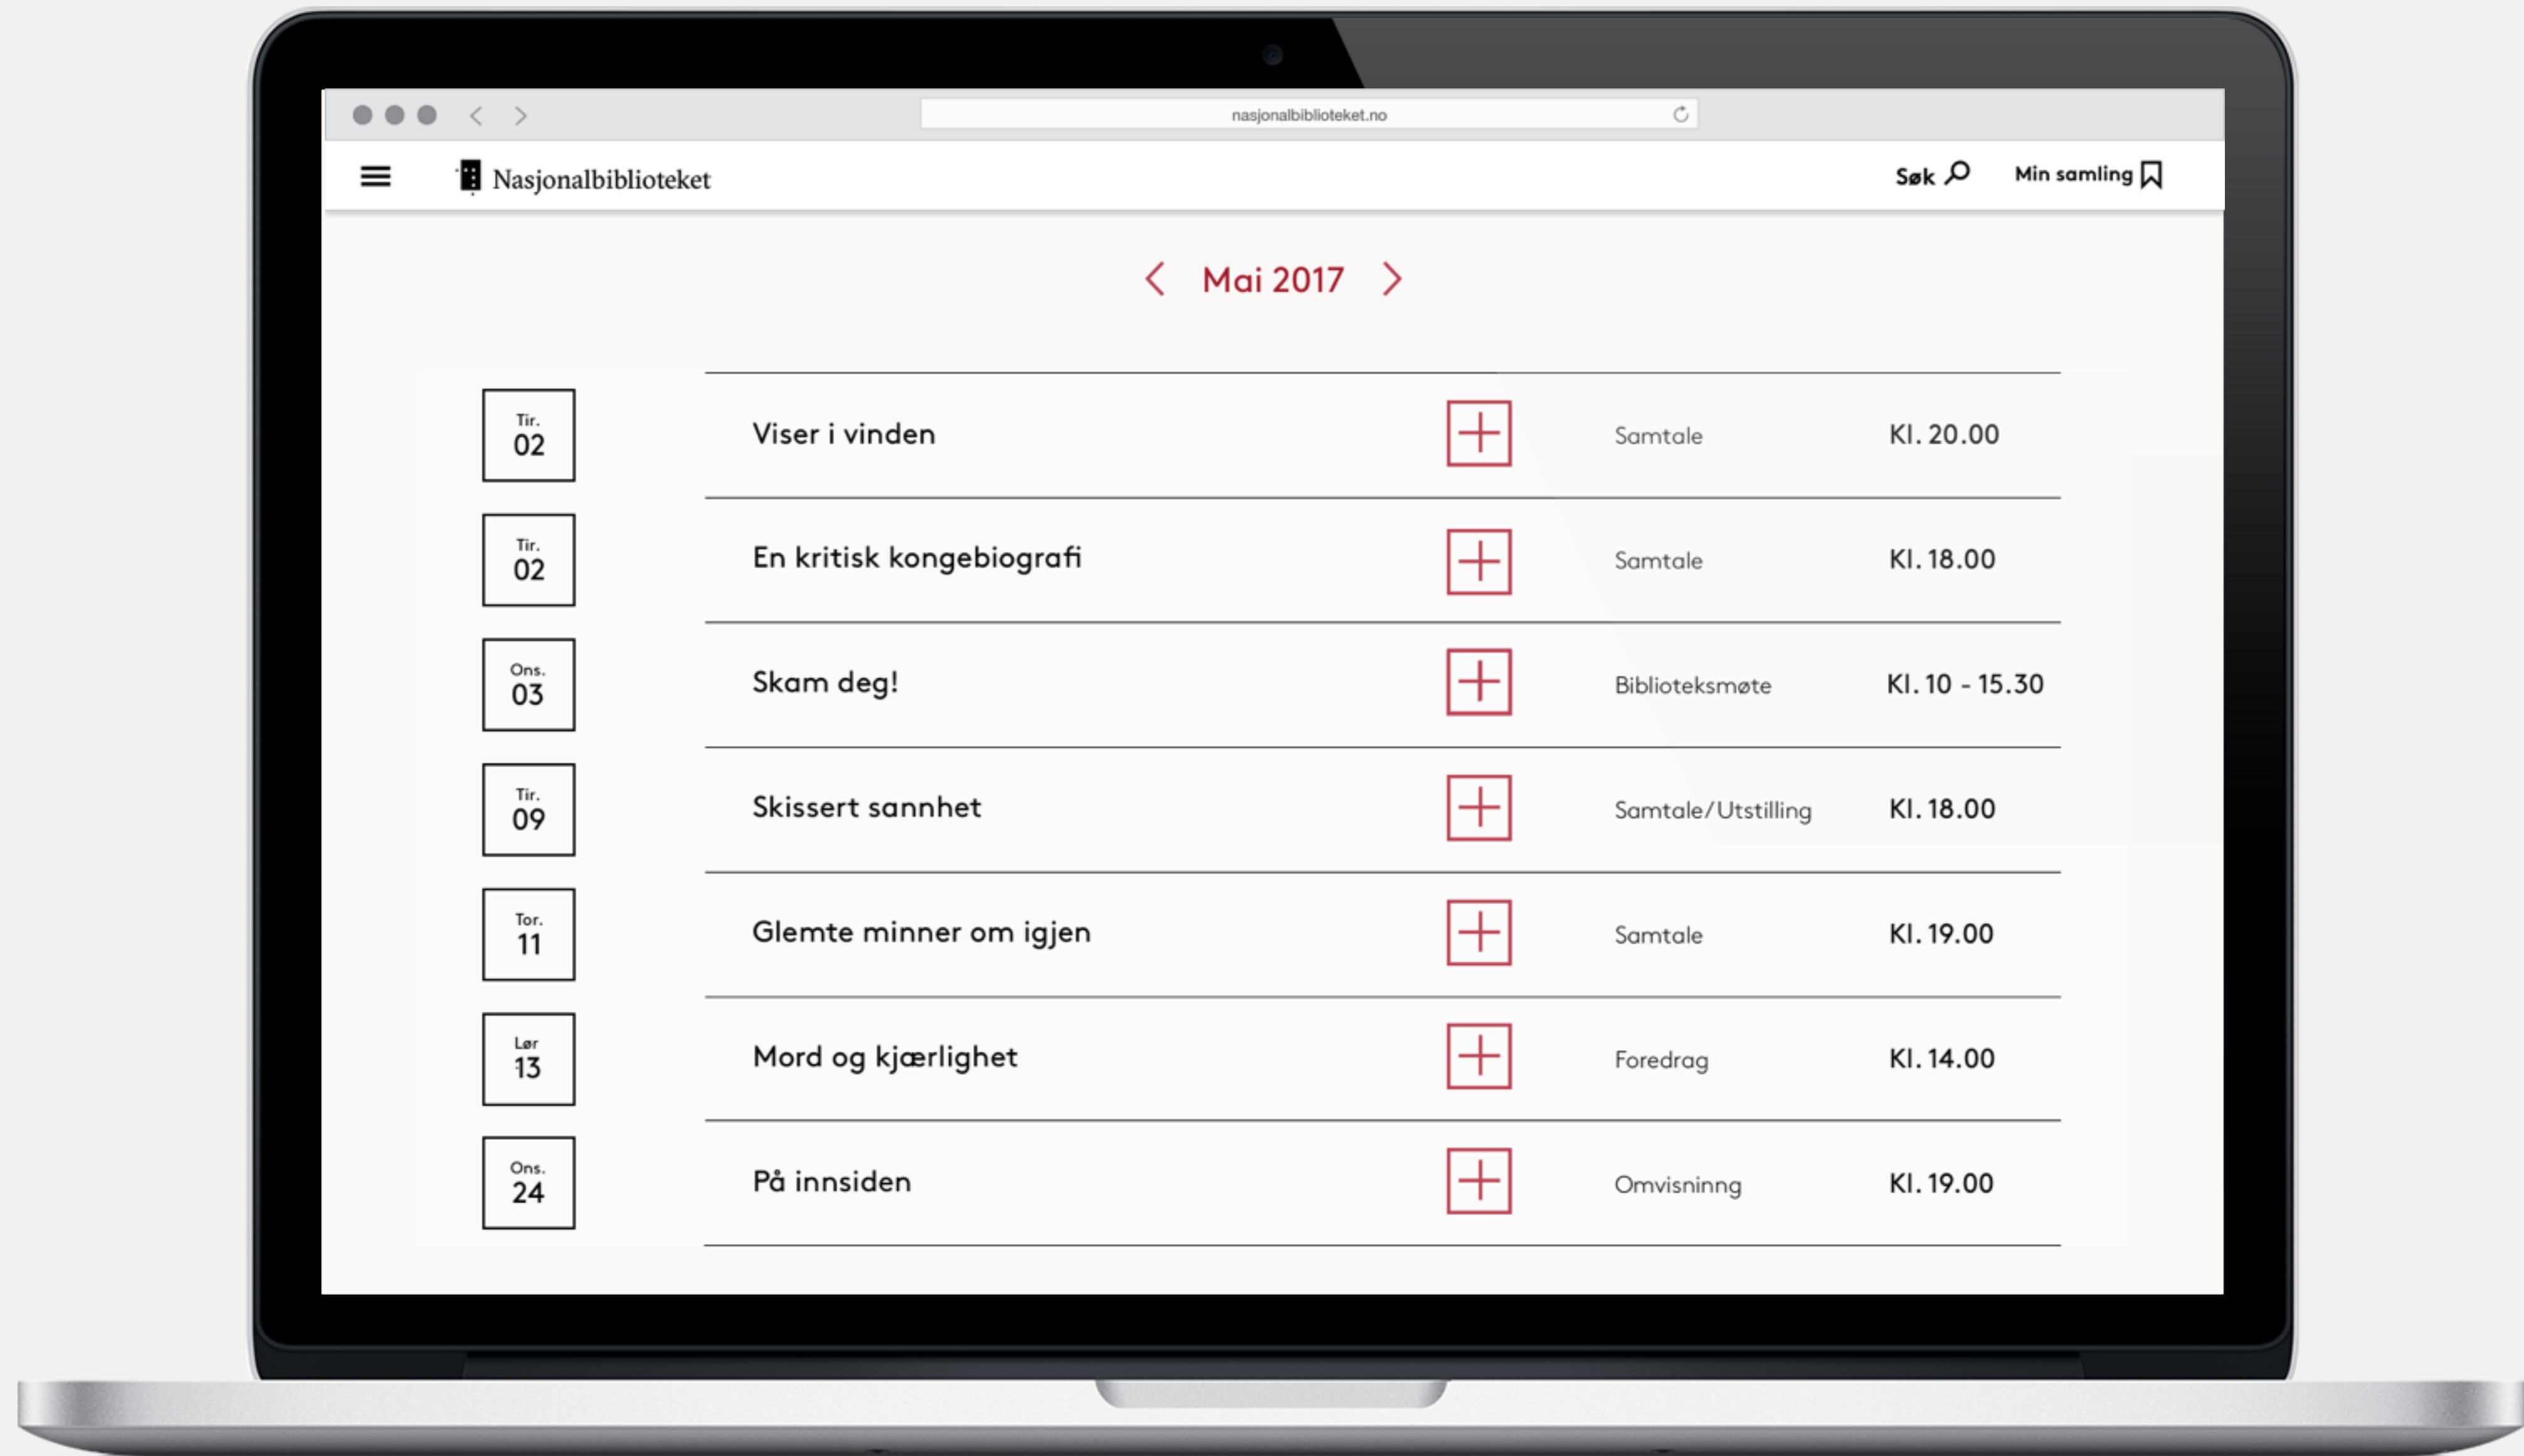 nasjonalbiblioteket.no
Nasjonalbiblioteket
Søk
Min samling
Mai 2017
Tir.
02
Viser i vinden
Samtale
Kl. 20.00
Tir.
02
En kritisk kongebiografi
Samtale
Kl. 18.00
Ons.
03
Skam deg!
Biblioteksmøte
Kl. 10 - 15.30
Tir.
09
Skissert sannhet
Samtale/Utstilling
Kl. 18.00
Tor.
11
Glemte minner om igjen
Samtale
Kl. 19.00
Lør
13
Mord og kjærlighet
Foredrag
Kl. 14.00
Ons.
24
På innsiden
Omvisninng
Kl. 19.00